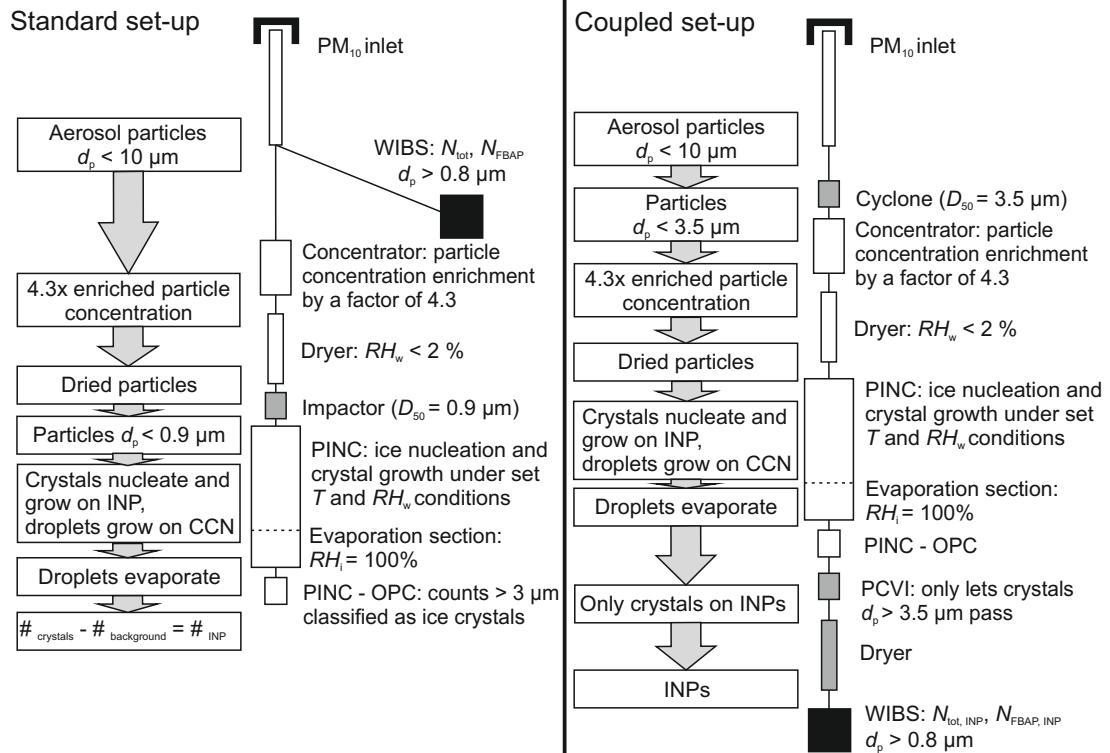 Standard set-up
PM10 inlet
Aerosol particles
dp < 10 µm
WIBS: Ntot, NFBAP
dp > 0.8 µm
Concentrator: particle
concentration enrichment
by a factor of 4.3
4.3x enriched particle
concentration
Dryer: RHw < 2 %
Dried particles
Impactor (D50 = 0.9 µm)
Particles dp < 0.9 µm
PINC: ice nucleation and
crystal growth under set
T and RHw conditions
Crystals nucleate and
grow on INP,
droplets grow on CCN
Evaporation section:
RHi = 100%
Droplets evaporate
PINC - OPC: counts > 3 µm
classified as ice crystals
# crystals - # background = # INP
Coupled set-up
PM10 inlet
Aerosol particles
dp < 10 µm
Cyclone (D50 = 3.5 µm)
Particles
dp < 3.5 µm
Concentrator: particle
concentration enrichment
by a factor of 4.3
4.3x enriched particle
concentration
Dryer: RHw < 2 %
Dried particles
PINC: ice nucleation and
crystal growth under set
T and RHw conditions
Crystals nucleate and
grow on INP,
droplets grow on CCN
Evaporation section:
RHi = 100%
Droplets evaporate
PINC - OPC
PCVI: only lets crystals
dp > 3.5 µm pass
Only crystals on INPs
Dryer
INPs
WIBS: Ntot, INP, NFBAP, INP
dp > 0.8 µm